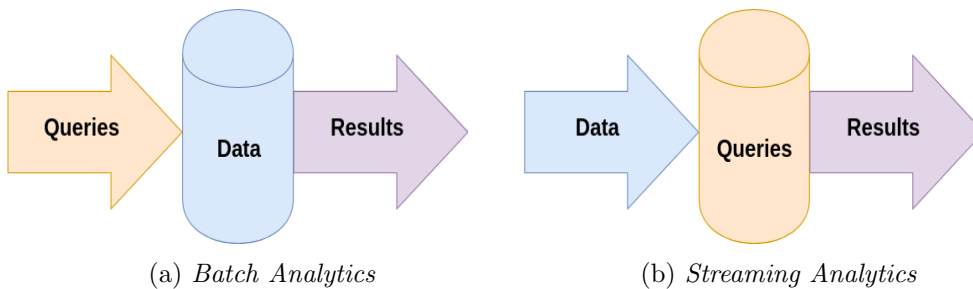 Queries
Data
Results
(a) Batch Analytics
Data
Queries
Results
(b) Streaming Analytics